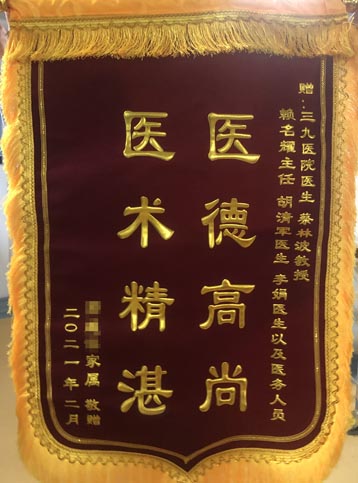 赠：三九医院医生 蔡林波教授
赖名耀主任 胡清军医生 李娟医生以及医务人员
医德高尚
医术精湛
家属 敬赠
二〇二一年二月